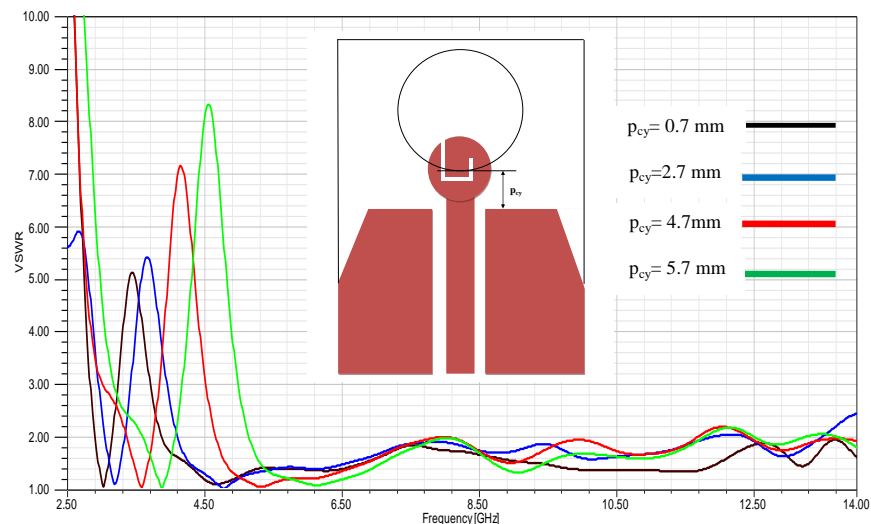 10.00
9.00
8.00
7.00
6.00
5.00
4.00
3.00
2.00
1.00
VSWR
2.50 4.50 6.50 8.50 10.50 12.50 14.00
Frequency [GHz]
pcy
pcy= 0.7 mm
pcy=2.7 mm
pcy= 4.7mm
pcy= 5.7 mm